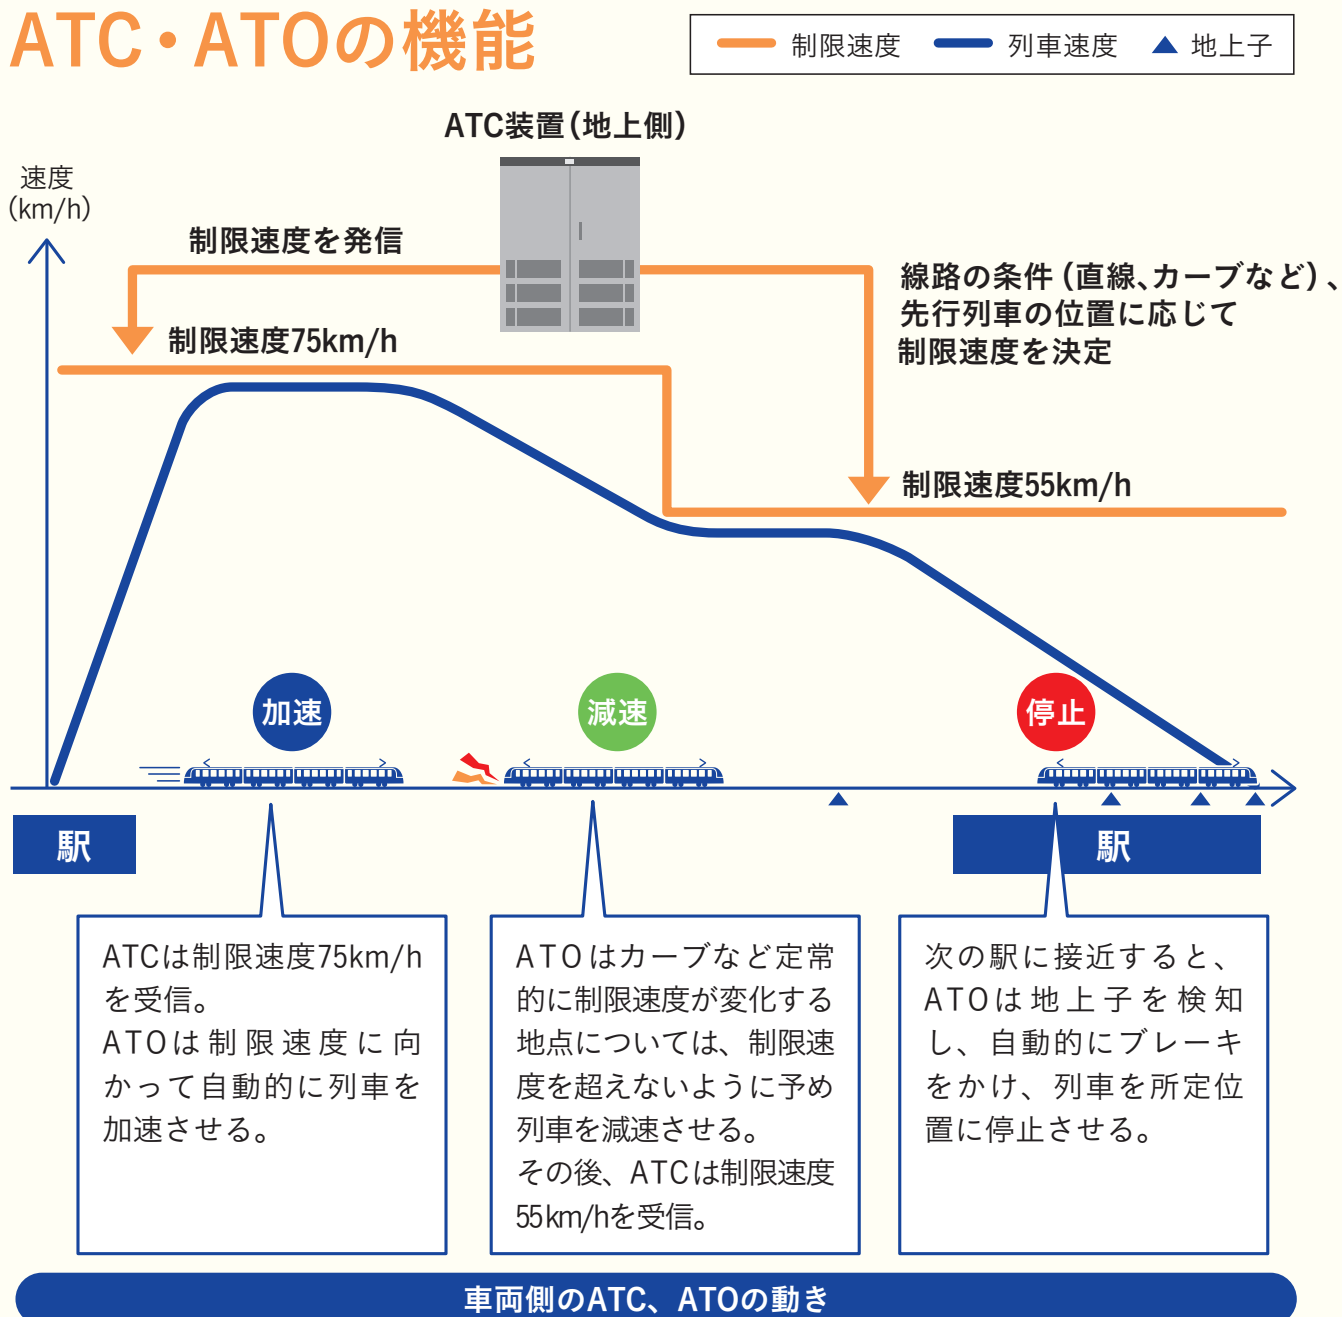 ATC・ATOの機能
制限速度 列車速度 ▲ 地上子
ATC装置（地上側）
速度
（km/h）
制限速度を発信
線路の条件（直線、カーブなど）、
先行列車の位置に応じて
制限速度を決定
制限速度75km/h
制限速度55km/h
加速
減速
停止
駅
駅
ATCは制限速度75km/h
を受信。
ATOは制限速度に向
かって自動的に列車を
加速させる。
ATOはカーブなど定常
的に制限速度が変化する
地点については、制限速
度を超えないように予め
列車を減速させる。
その後、ATCは制限速度
55km/hを受信。
次の駅に接近すると、
ATOは地上子を検知
し、自動的にブレーキ
をかけ、列車を所定位
置に停止させる。
車両側のATC、ATOの動き